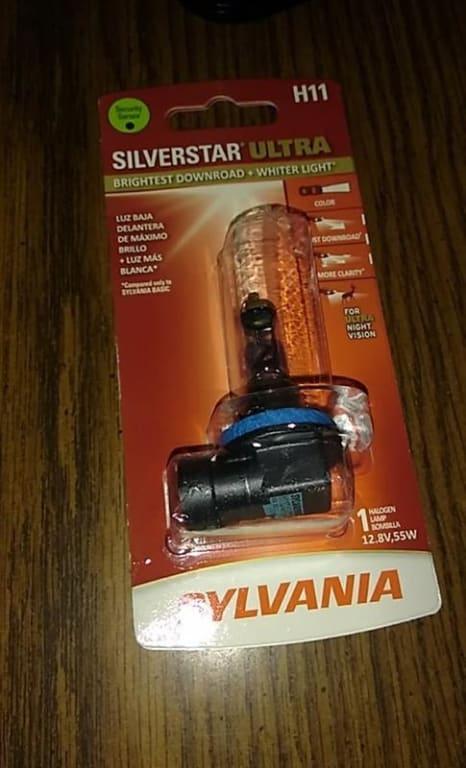 H11
Security
Sensor
SILVERSTAR® ULTRA
BRIGHTEST DOWNROAD + WHITER LIGHT*
COLOR
LUZ BAJA
DELANTERA
DE MÁXIMO
BRILLO
+ LUZ MÁS
BLANCA*
*Compared only to
SYLVANIA BASIC
DOWNROAD*
MORE CLARITY*
FOR
ULTRA
NIGHT
VISION
1 HALOGEN
LAMP
BOMBILLA
12.8V,55W
SYLVANIA